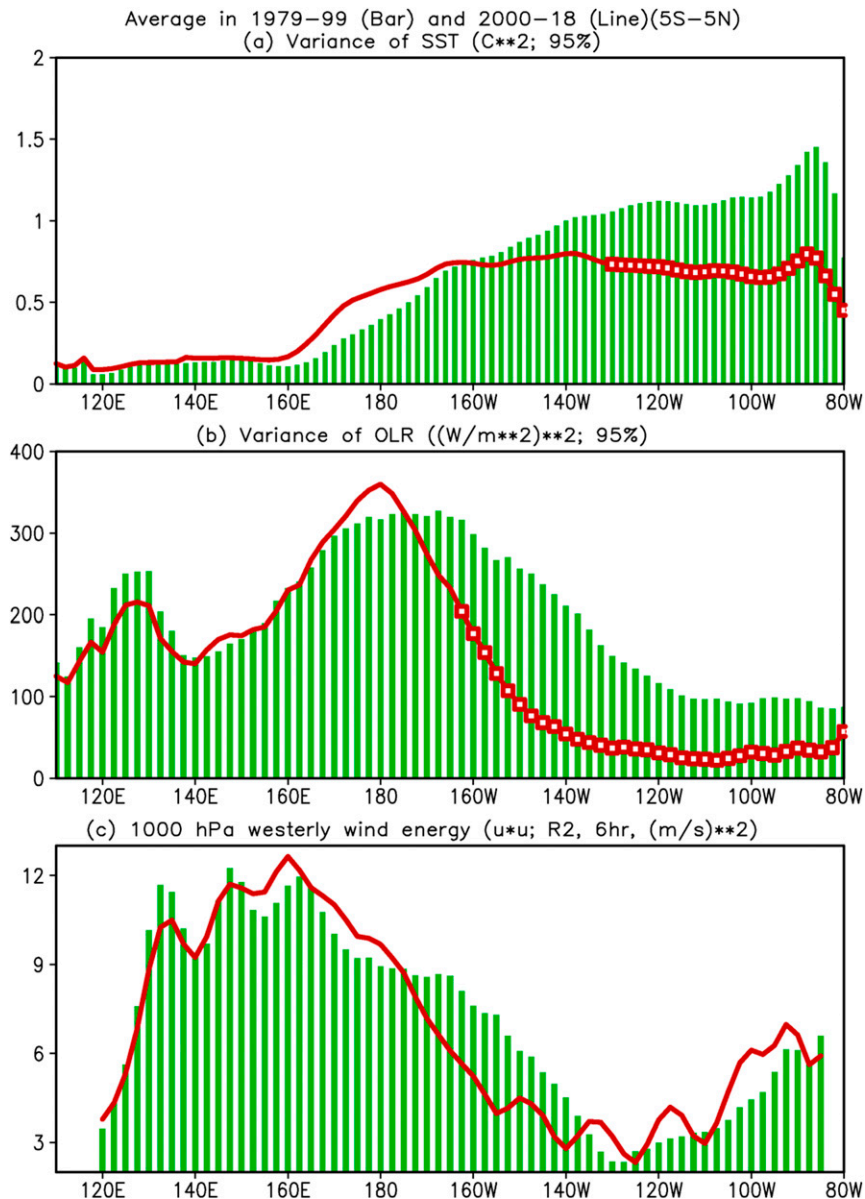 Average in 1979-99 (Bar) and 2000-18 (Line)(5S-5N)
(a) Variance of SST (C**2; 95%)
2
1.5
1
0.5
0
120E 140E 160E 180 160W 140W 120W 100W 80W
(b) Variance of OLR ((W/m**2)**2; 95%)
400
300
200
100
0
120E 140E 160E 180 160W 140W 120W 100W 80W
(c) 1000 hPa westerly wind energy (u*u; R2, 6hr, (m/s)**2)
12
9
6
3
120E 140E 160E 180 160W 140W 120W 100W 80W